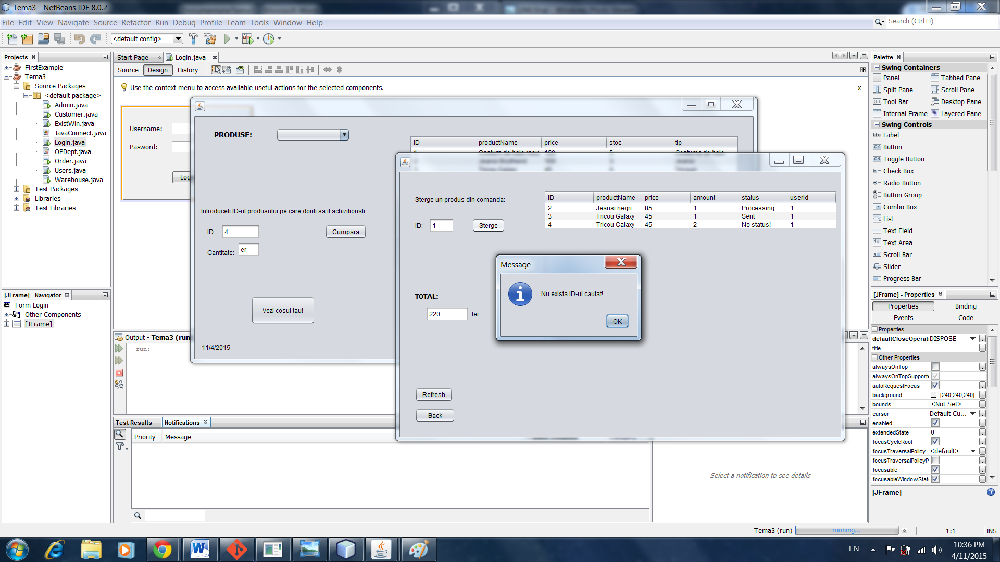 Tema3 - NetBeans IDE 8.0.2
File Edit View Navigate Source Refactor Run Debug Profile Team Tools Window Help
Search (Ctrl+I)
<default config>
Projects
FirstExample
Tema3
Source Packages
<default package>
Admin.java
Customer.java
ExistWin.java
JavaConnect.java
Login.java
OPDept.java
Order.java
Users.java
Warehouse.java
Test Packages
Libraries
Test Libraries
[JFrame] - Navigator
Form Login
Other Components
[JFrame]
Start Page
Login.java
Source Design History
Use the context menu to access available useful actions for the selected components.
x
Username:
Pasword:
PRODUSE:
ID productName price stoc tip
Introduceti ID-ul produsului pe care doriti sa il achizitionati:
ID: 4
Cumpara
Cantitate: er
Vezi cosul tau!
11/4/2015
Sterge un produs din comanda:
ID: 1 Sterge
TOTAL:
220 lei
Refresh
Back
ID productName price amount status userid
2 Jeansi negri 85 1 Processing... 1
3 Tricou Galaxy 45 1 Sent 1
4 Tricou Galaxy 45 2 No status! 1
Message
Nu exista ID-ul cautat!
OK
Output - Tema3 (run
run:
Test Results
Notifications
Priority Message
Select a notification to see details
Palette
Swing Containers
Panel Tabbed Pane
Split Pane Scroll Pane
Tool Bar Desktop Pane
Internal Frame Layered Pane
Swing Controls
Label
Button
Toggle Button
Check Box
Radio Button
Button Group
Combo Box
List
Text Field
Text Area
Scroll Bar
Slider
Progress Bar
[JFrame] - Properties
Properties Binding
Events Code
Properties
defaultCloseOperat DISPOSE
title
Other Properties
alwaysOnTop
alwaysOnTopSupporte
autoRequestFocus
background [240,240,240]
bounds <Not Set>
cursor Default Cu...
enabled
extendedState 0
focusCycleRoot
focusTraversalPolicy <default>
focusTraversalPolicyP
focusable
focusableWindowStat
[JFrame]
Tema3 (run) running...
1:1 INS
EN
10:36 PM
4/11/2015